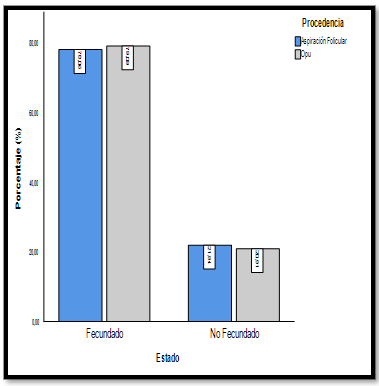 Procedencia
Aspiración Folicular
Opu
Porcentaje (%)
80,00
60,00
40,00
20,00
0,00
Fecundado
No Fecundado
Estado